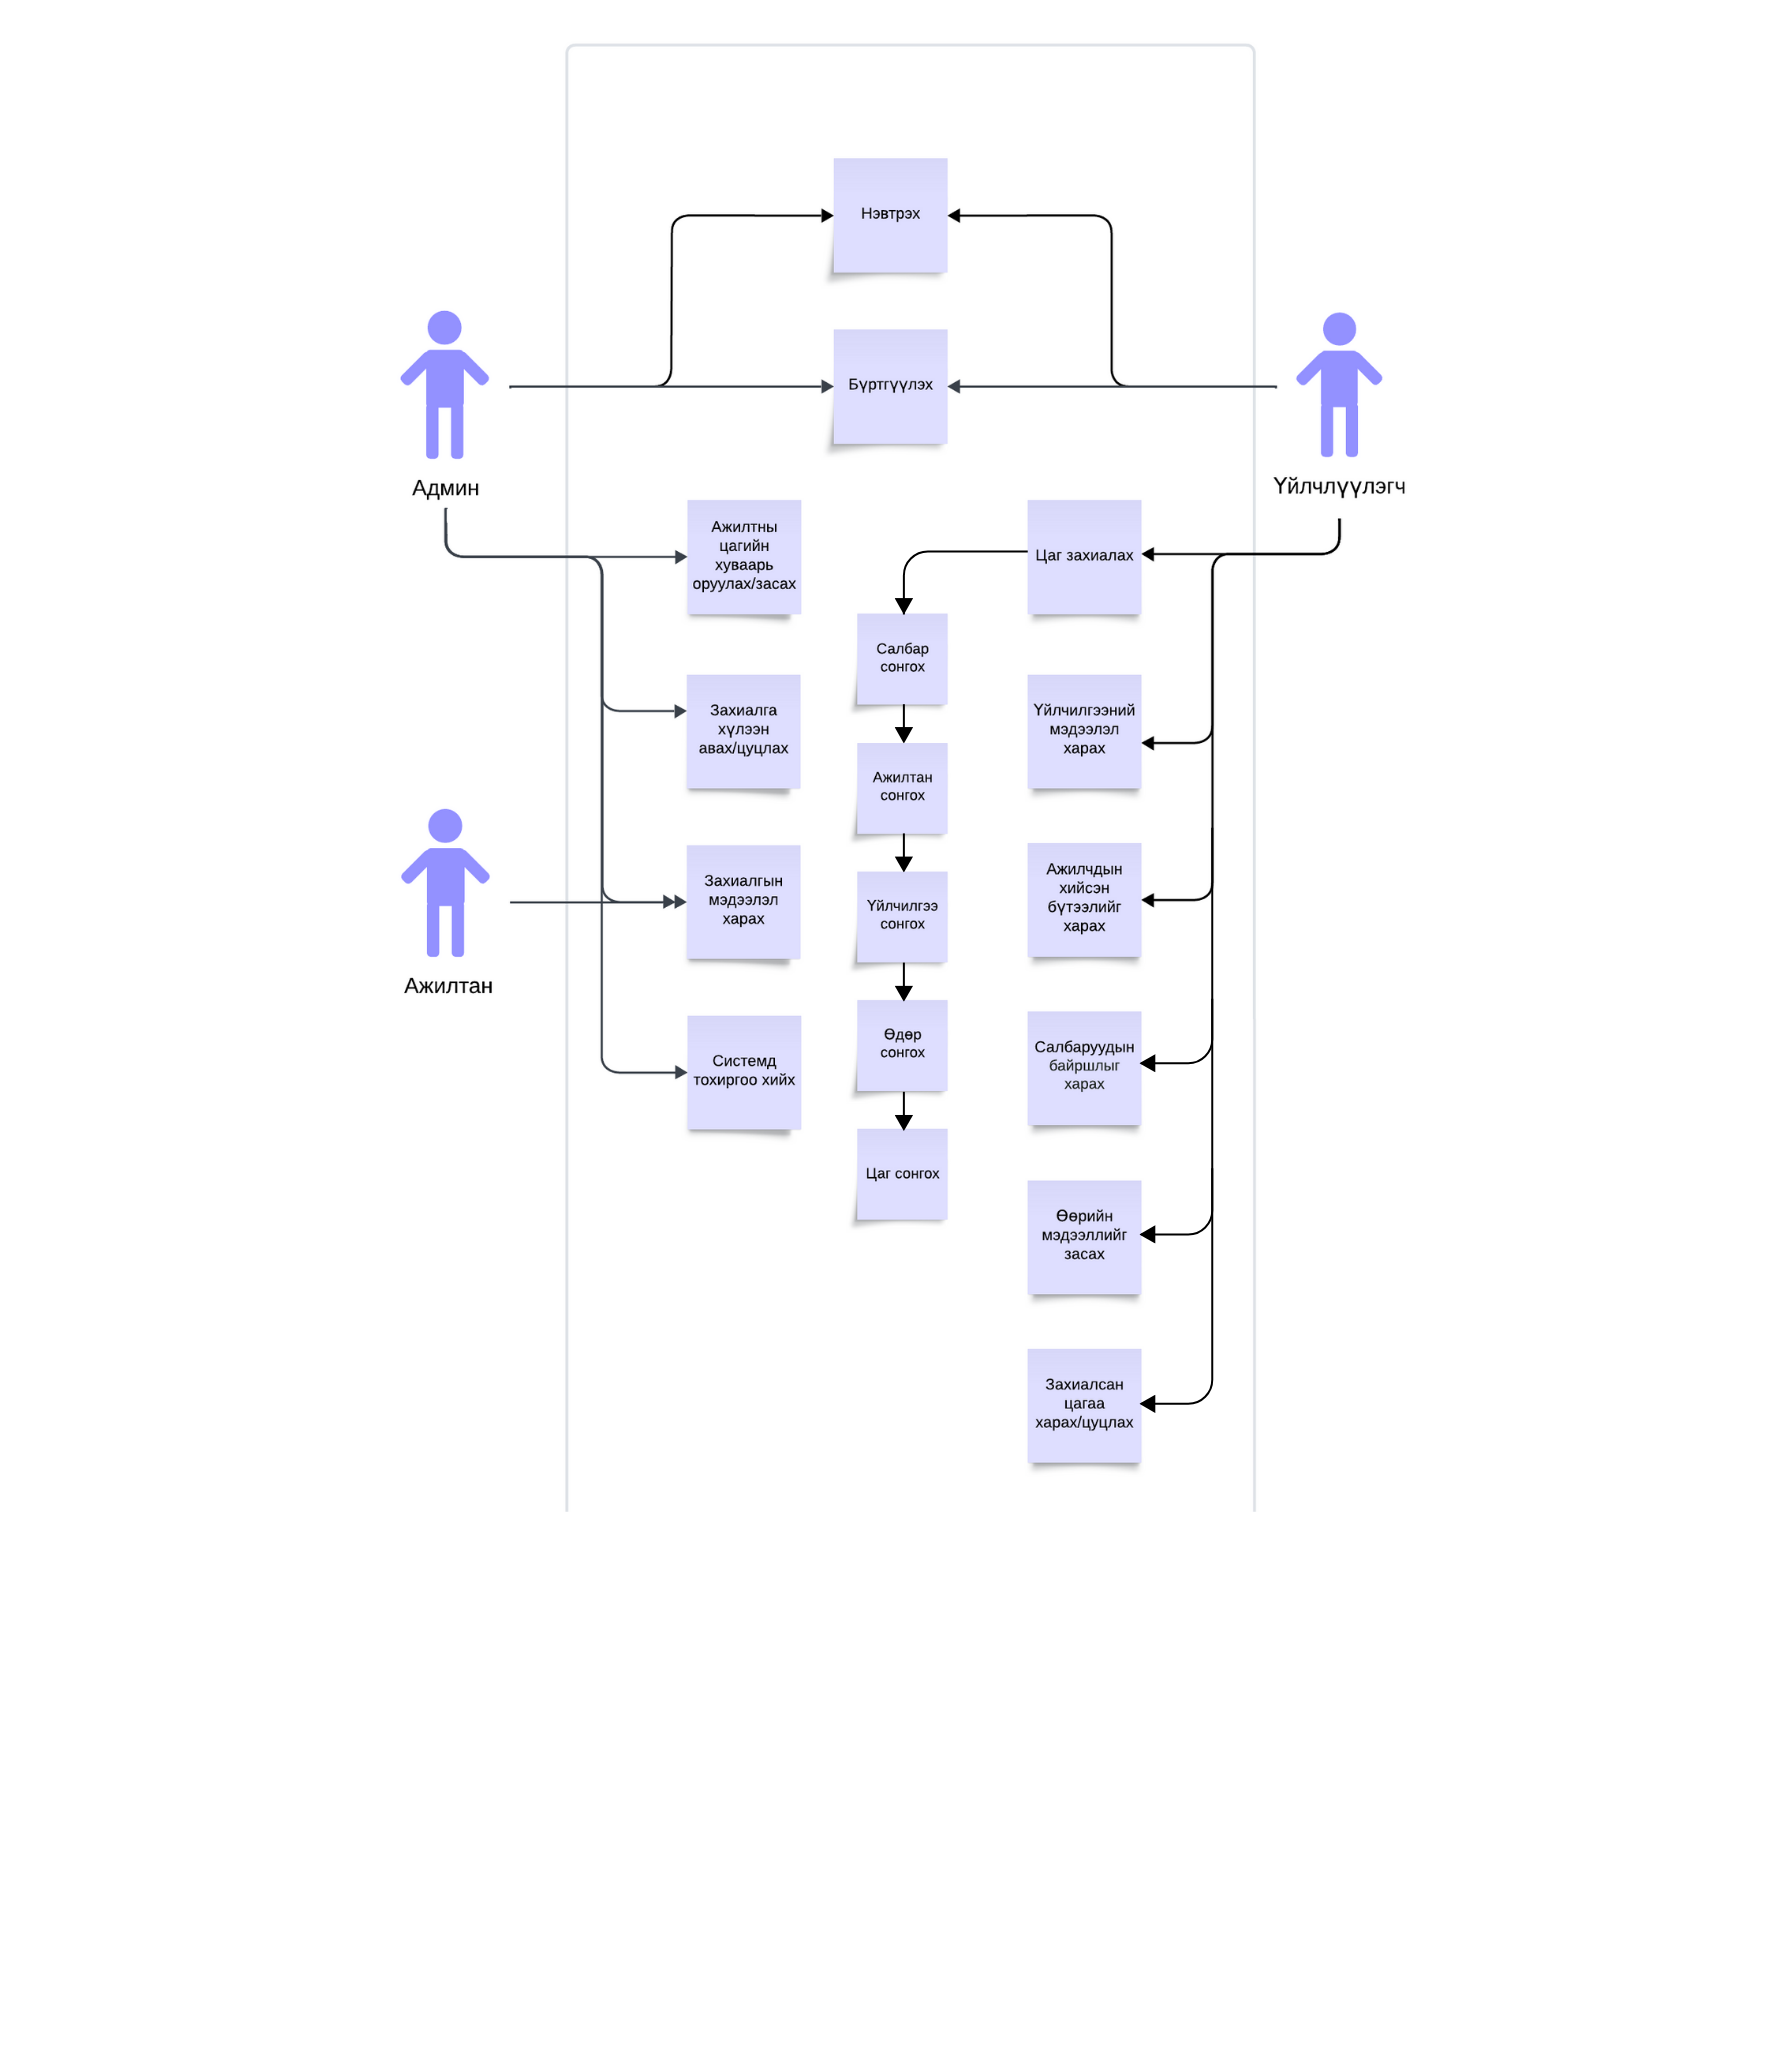 Нэвтрэх
Бүртгүүлэх
Админ
Үйлчлүүлэгч
Ажилтны
цагийн
хуваарь
оруулах/засах
Цаг захиалах
Салбар
сонгох
Захиалга
хүлээн
авах/цуцлах
Үйлчилгээний
мэдээлэл
харах
Ажилтан
сонгох
Захиалгын
мэдээлэл
харах
Үйлчилгээ
сонгох
Ажилчдын
хийсэн
бүтээлийг
харах
Ажилтан
Системд
тохиргоо хийх
Өдөр
сонгох
Салбаруудын
байршлыг
харах
Цаг сонгох
Өөрийн
мэдээллийг
засах
Захиалсан
цагаа
харах/цуцлах